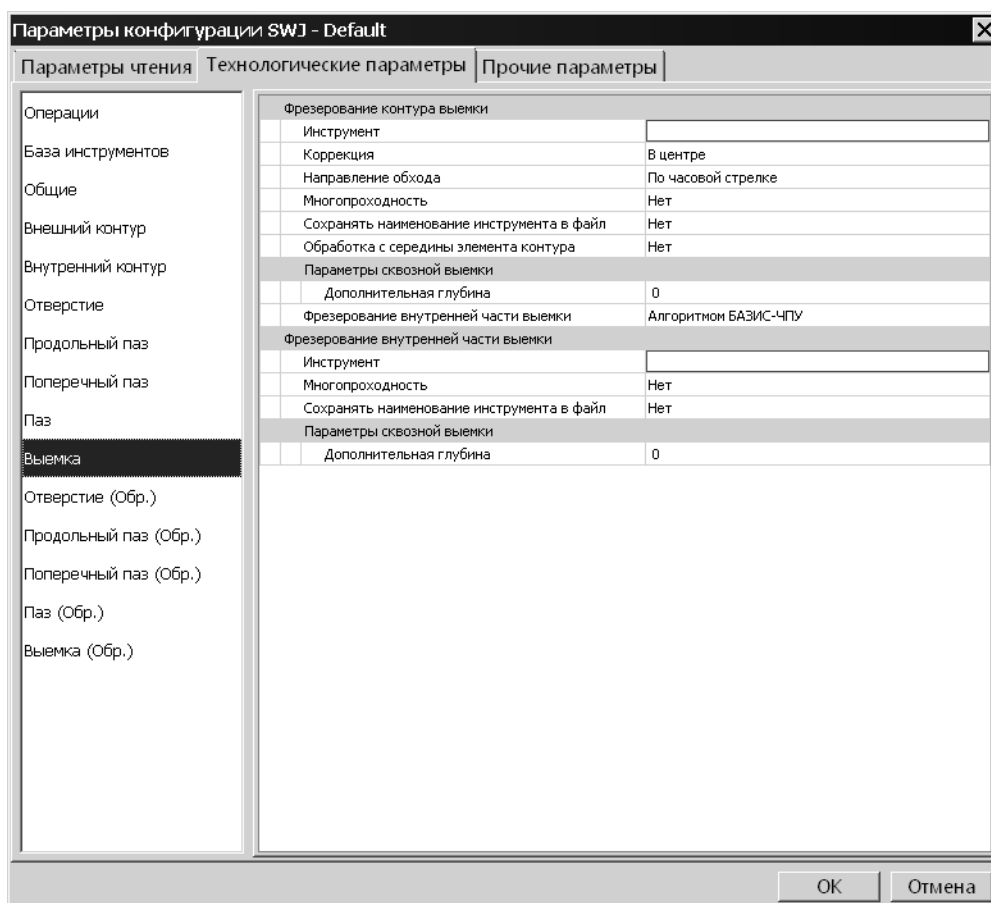 Параметры конфигурации SWJ - Default
Параметры чтения
Технологические параметры
Прочие параметры
Операции
База инструментов
Общие
Внешний контур
Внутренний контур
Отверстие
Продольный паз
Поперечный паз
Паз
Выемка
Отверстие (Обр.)
Продольный паз (Обр.)
Поперечный паз (Обр.)
Паз (Обр.)
Выемка (Обр.)
Фрезерование контура выемки
Инструмент
Коррекция В центре
Направление обхода По часовой стрелке
Многопроходность Нет
Сохранять наименование инструмента в файл Нет
Обработка с середины элемента контура Нет
Параметры сквозной выемки
Дополнительная глубина 0
Фрезерование внутренней части выемки Алгоритмом БАЗИС-ЧПУ
Фрезерование внутренней части выемки
Инструмент
Многопроходность Нет
Сохранять наименование инструмента в файл Нет
Параметры сквозной выемки
Дополнительная глубина 0
OK
Отмена